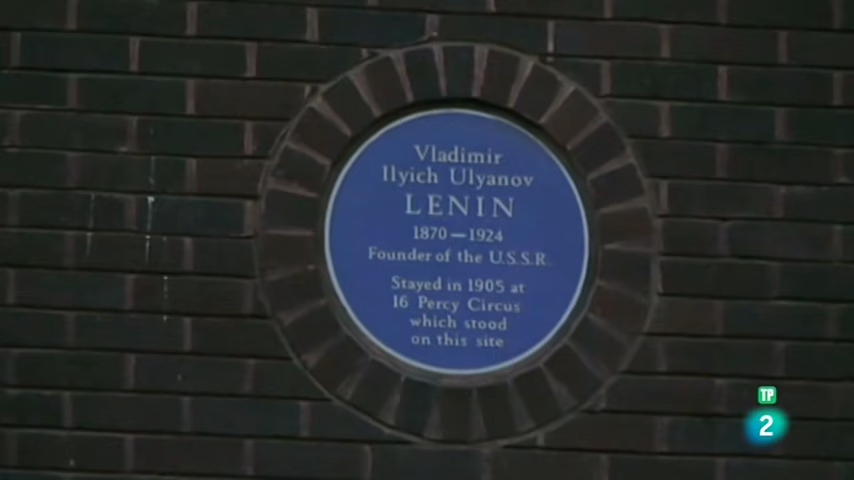 Vladimir
Ilyich Ulyanov
LENIN
1870—1924
Founder of the U.S.S.R.
Stayed in 1905 at
16 Percy Circus
which stood
on this site
TP
2